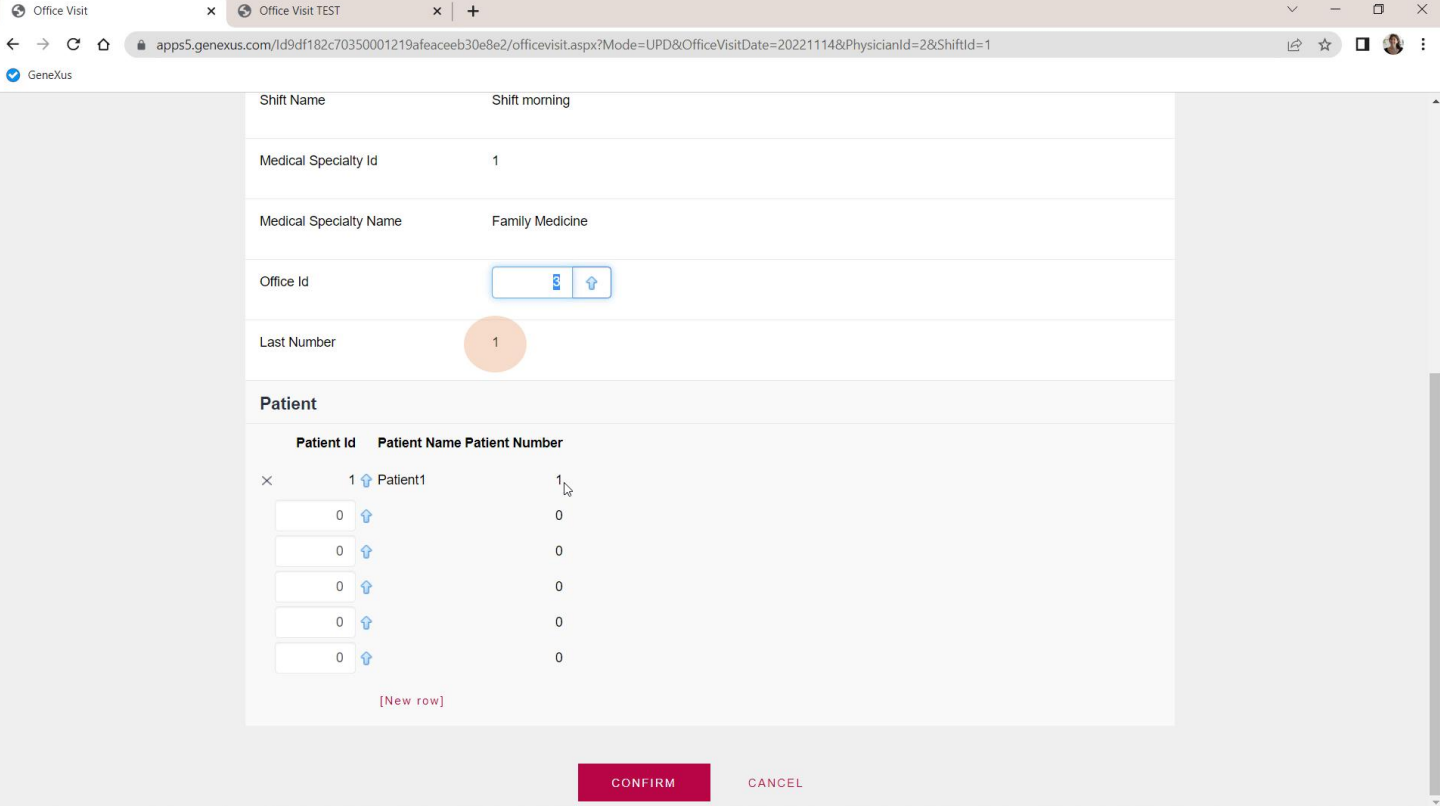 Office Visit
Office Visit TEST
apps5.genexus.com/Id9df182c70350001219afeaceeb30e8e2/officevisit.aspx?Mode=UPD&OfficeVisitDate=20221114&PhysicianId=2&ShiftId=1
GeneXus
Shift Name Shift morning
Medical Specialty Id 1
Medical Specialty Name Family Medicine
Office Id 3
Last Number 1
Patient
Patient Id Patient Name Patient Number
1 Patient1 1
0 0
0 0
0 0
0 0
0 0
[New row]
CONFIRM CANCEL